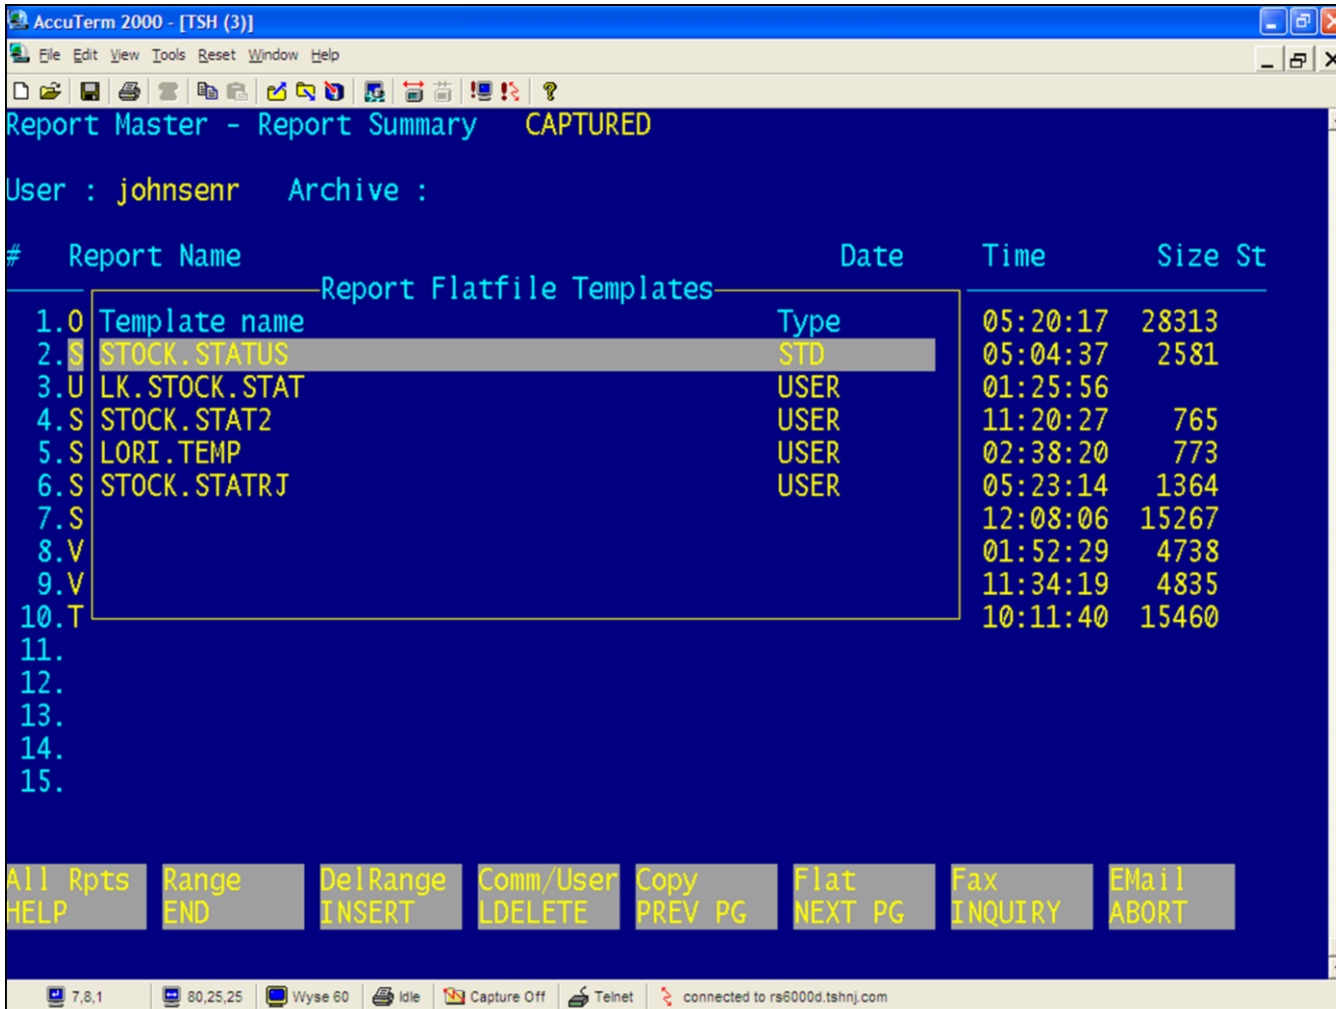 AccuTerm 2000 - [TSH (3)]
File Edit View Tools Reset Window Help
Report Master - Report Summary CAPTURED
User : johnsenr Archive :
# Report Name Date Time Size St
Report Flatfile Templates
1.O Template name Type 05:20:17 28313
2.S STOCK.STATUS STD 05:04:37 2581
3.U LK.STOCK.STAT USER 01:25:56
4.S STOCK.STAT2 USER 11:20:27 765
5.S LORI.TEMP USER 02:38:20 773
6.S STOCK.STATRJ USER 05:23:14 1364
7.S 12:08:06 15267
8.V 01:52:29 4738
9.V 11:34:19 4835
10.T 10:11:40 15460
11.
12.
13.
14.
15.
All Rpts Range DelRange Comm/User Copy Flat Fax EMail
HELP END INSERT LDELETE PREV PG NEXT PG INQUIRY ABORT
7,8,1 80,25,25 Wyse 60 Idle Capture Off Telnet connected to rs6000d.tshnj.com